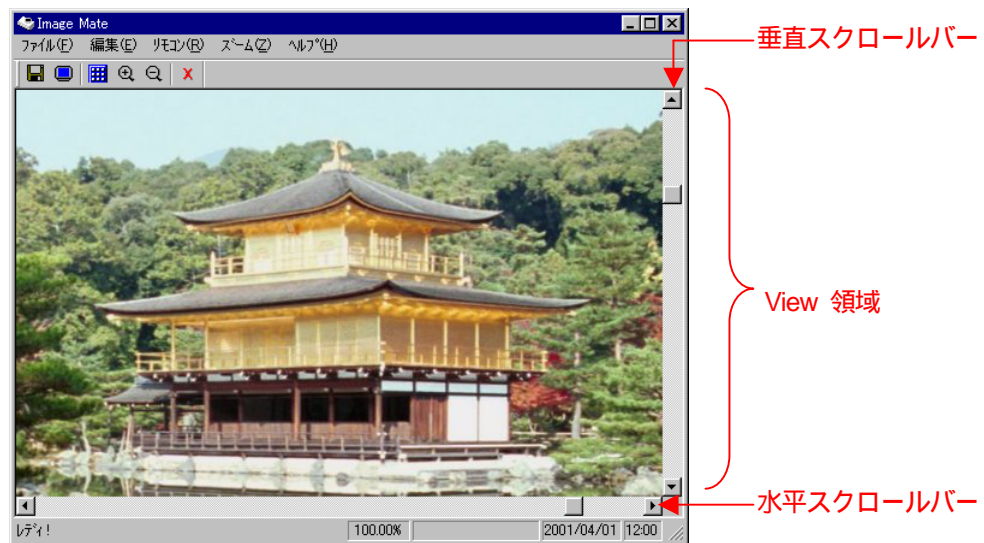 Image Mate
ﾌｧｲﾙ(F) 編集(E) ﾘﾓｺﾝ(R) ｽﾞｰﾑ(Z) ﾍﾙﾌﾟ(H)
垂直スクロールバー
View 領域
水平スクロールバー
ﾚﾃﾞｨ! 100.00% 2001/04/01 12:00